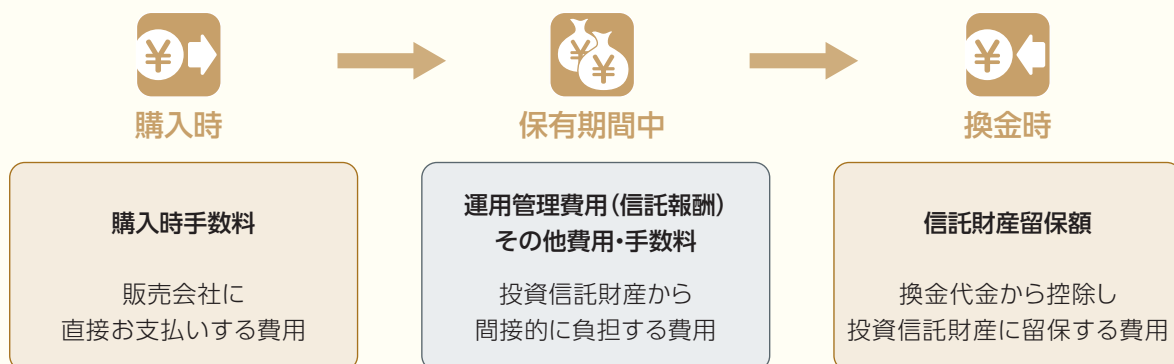 ¥
¥
¥
¥
購入時
保有期間中
換金時
購入時手数料
販売会社に
直接お支払いする費用
運用管理費用(信託報酬)
その他費用・手数料
投資信託財産から
間接的に負担する費用
信託財産留保額
換金代金から控除し
投資信託財産に留保する費用